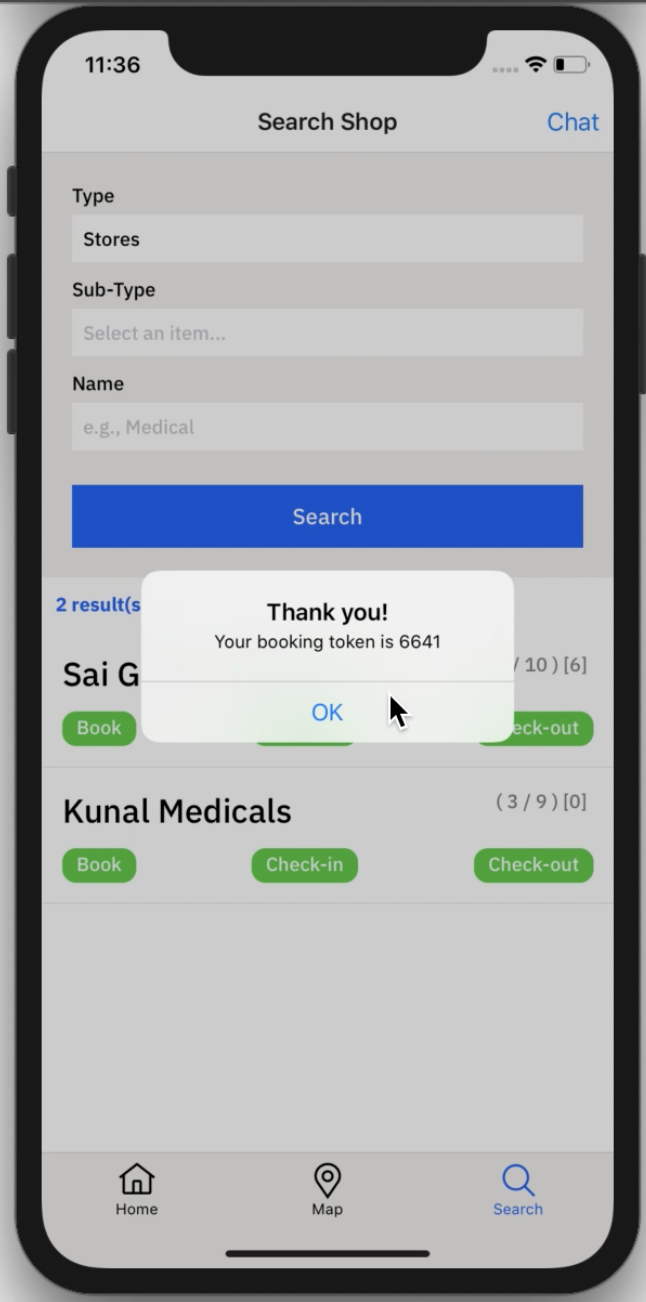 11:36
Search Shop
Chat
Type
Stores
Sub-Type
Select an item...
Name
e.g., Medical
Search
2 result(s
Thank you!
Your booking token is 6641
OK
Sai G
/ 10 ) [6]
Book
eck-out
Kunal Medicals
( 3 / 9 ) [0]
Book
Check-in
Check-out
Home
Map
Search